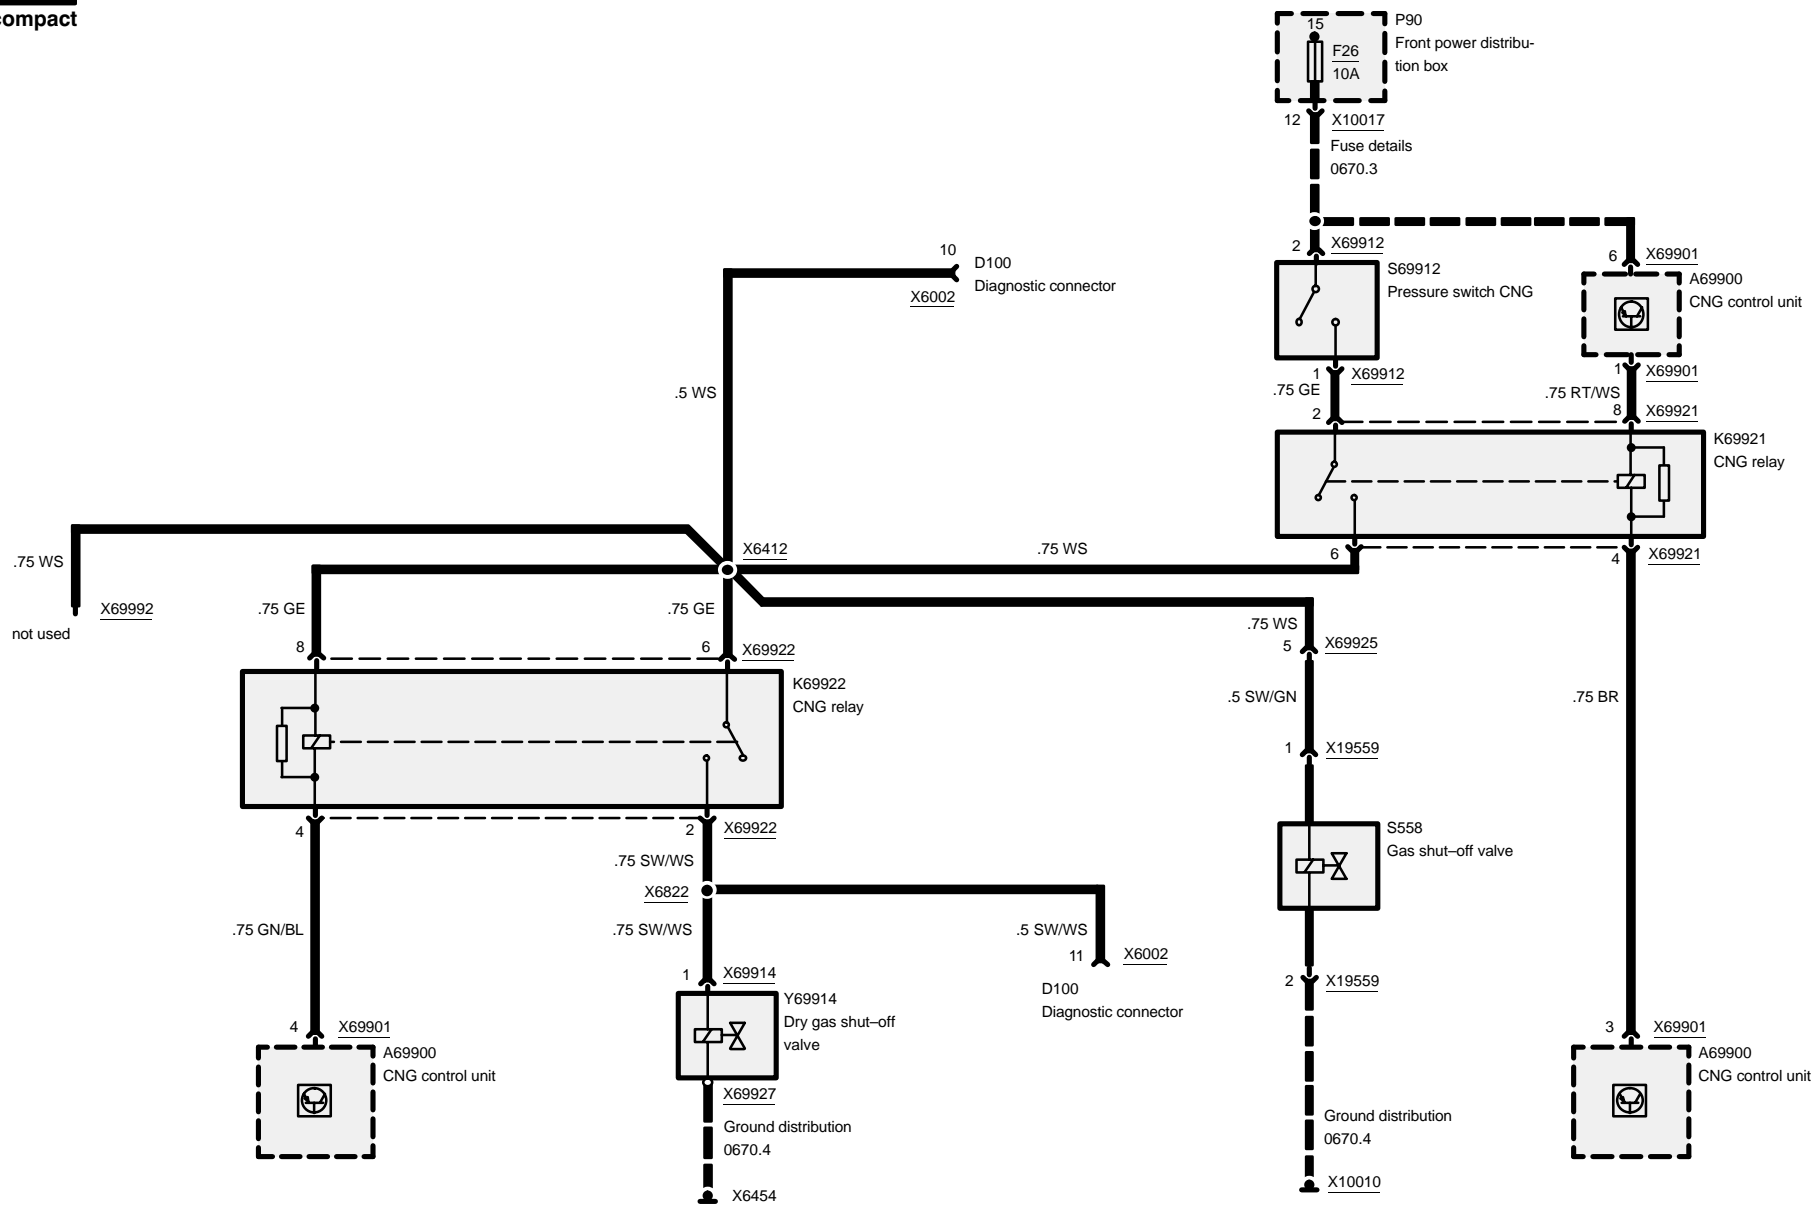 compact
15
F26
10A
P90
Front power distribu-
tion box
12
X10017
Fuse details
0670.3
2
X69912
S69912
Pressure switch CNG
6
X69901
A69900
CNG control unit
10
D100
Diagnostic connector
X6002
1
X69912
1
X69901
.5 WS
.75 GE
.75 RT/WS
2
8
X69921
K69921
CNG relay
.75 WS
X6412
.75 WS
6
4
X69921
X69992
not used
.75 GE
.75 GE
.75 WS
8
6
X69922
5
X69925
K69922
CNG relay
.5 SW/GN
.75 BR
1
X19559
4
2
X69922
S558
Gas shut–off valve
.75 SW/WS
X6822
.75 GN/BL
.75 SW/WS
.5 SW/WS
11
X6002
1
X69914
2
X19559
D100
Diagnostic connector
Y69914
Dry gas shut–off
valve
4
X69901
A69900
CNG control unit
3
X69901
A69900
CNG control unit
X69927
Ground distribution
0670.4
X6454
Ground distribution
0670.4
X10010